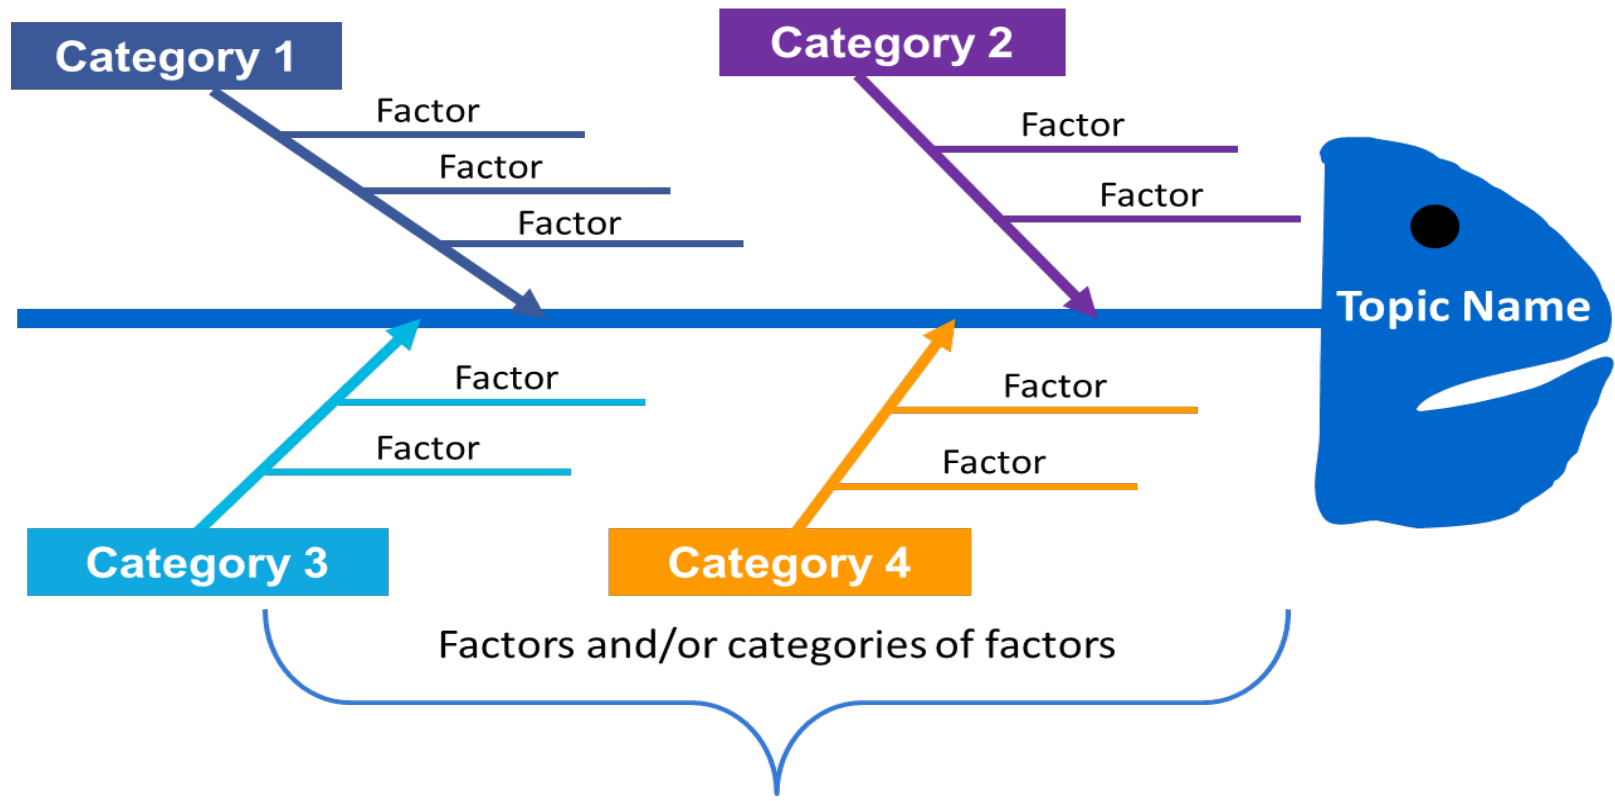 Category 1
Category 2
Factor
Factor
Factor
Factor
Factor
Topic Name
Factor
Factor
Factor
Factor
Category 3
Category 4
Factors and/or categories of factors